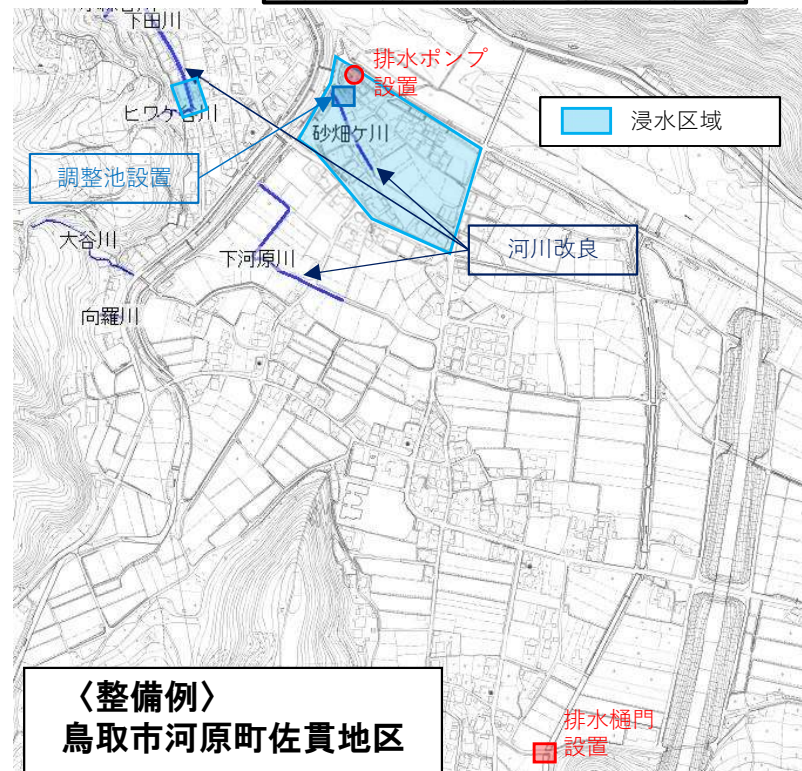 下田川
排水ポンプ
設置
ヒワケ谷川
浸水区域
砂畑ケ川
調整池設置
大谷川
下河原川
河川改良
向羅川
〈整備例〉
鳥取市河原町佐貫地区
排水樋門
設置